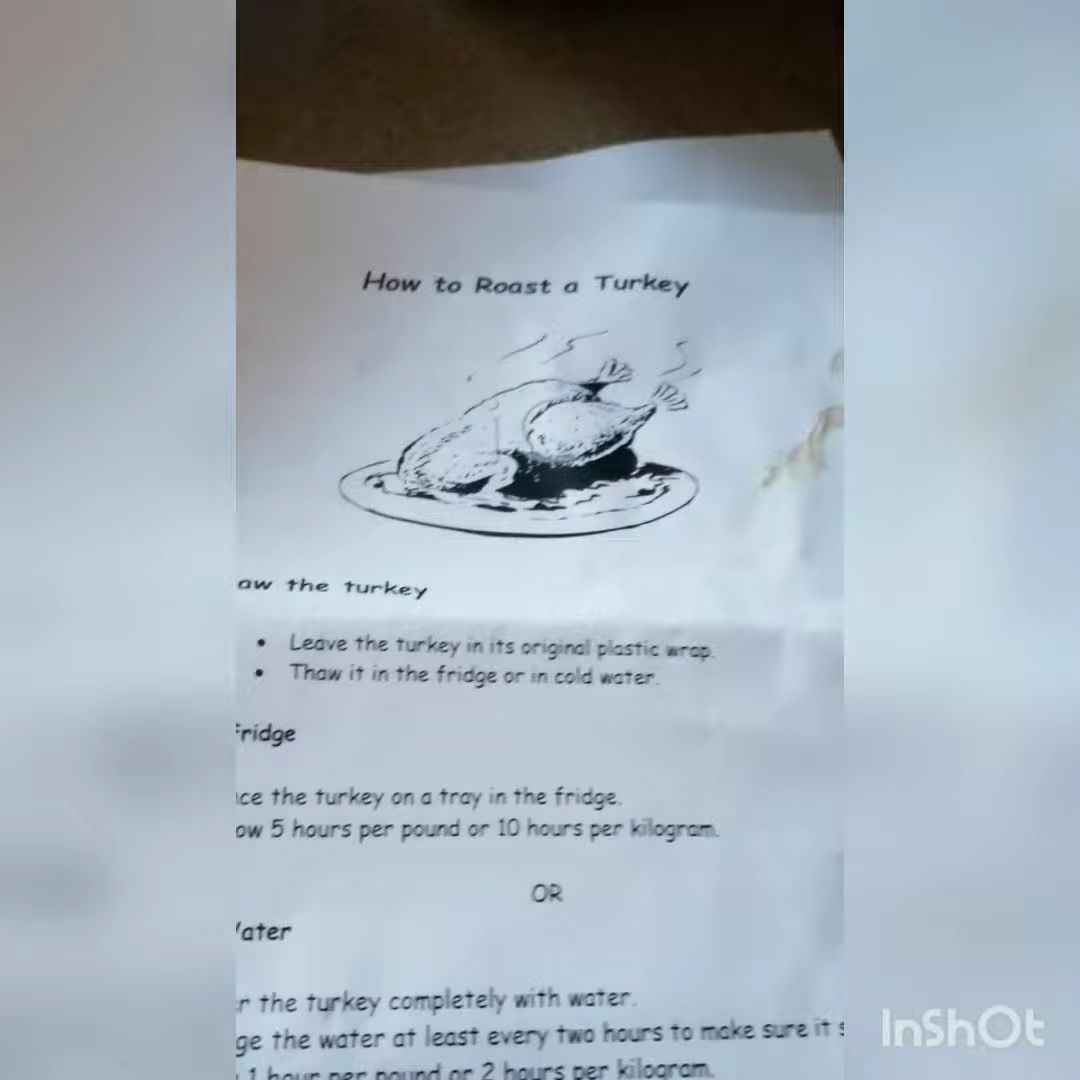 How to Roast a Turkey
aw the turkey
• Leave the turkey in its original plastic wrap.
• Thaw it in the fridge or in cold water.
ridge
ce the turkey on a tray in the fridge.
ow 5 hours per pound or 10 hours per kilogram.
OR
ater
r the turkey completely with water.
ge the water at least every two hours to make sure it s
1 hour per pound or 2 hours per kilogram.
InShOt